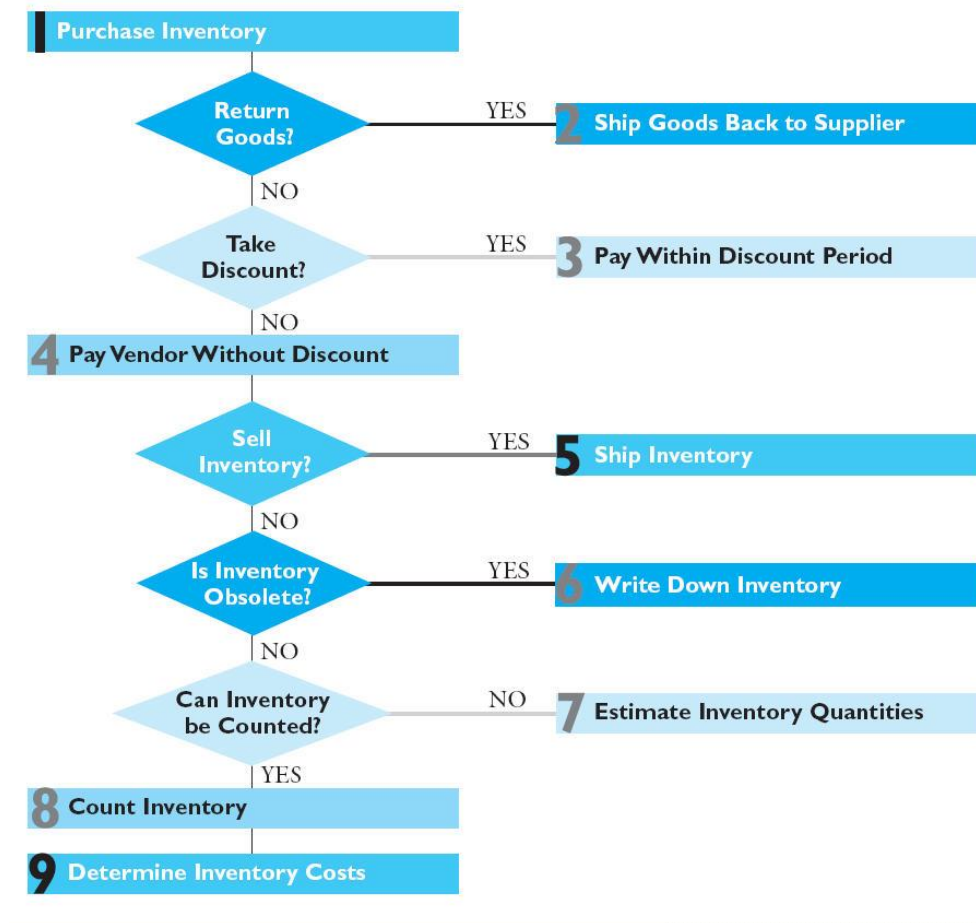 1 Purchase Inventory
Return
Goods?
YES
2 Ship Goods Back to Supplier
NO
Take
Discount?
YES
3 Pay Within Discount Period
NO
4 Pay Vendor Without Discount
Sell
Inventory?
YES
5 Ship Inventory
NO
Is Inventory
Obsolete?
YES
6 Write Down Inventory
NO
Can Inventory
be Counted?
NO
7 Estimate Inventory Quantities
YES
8 Count Inventory
9 Determine Inventory Costs